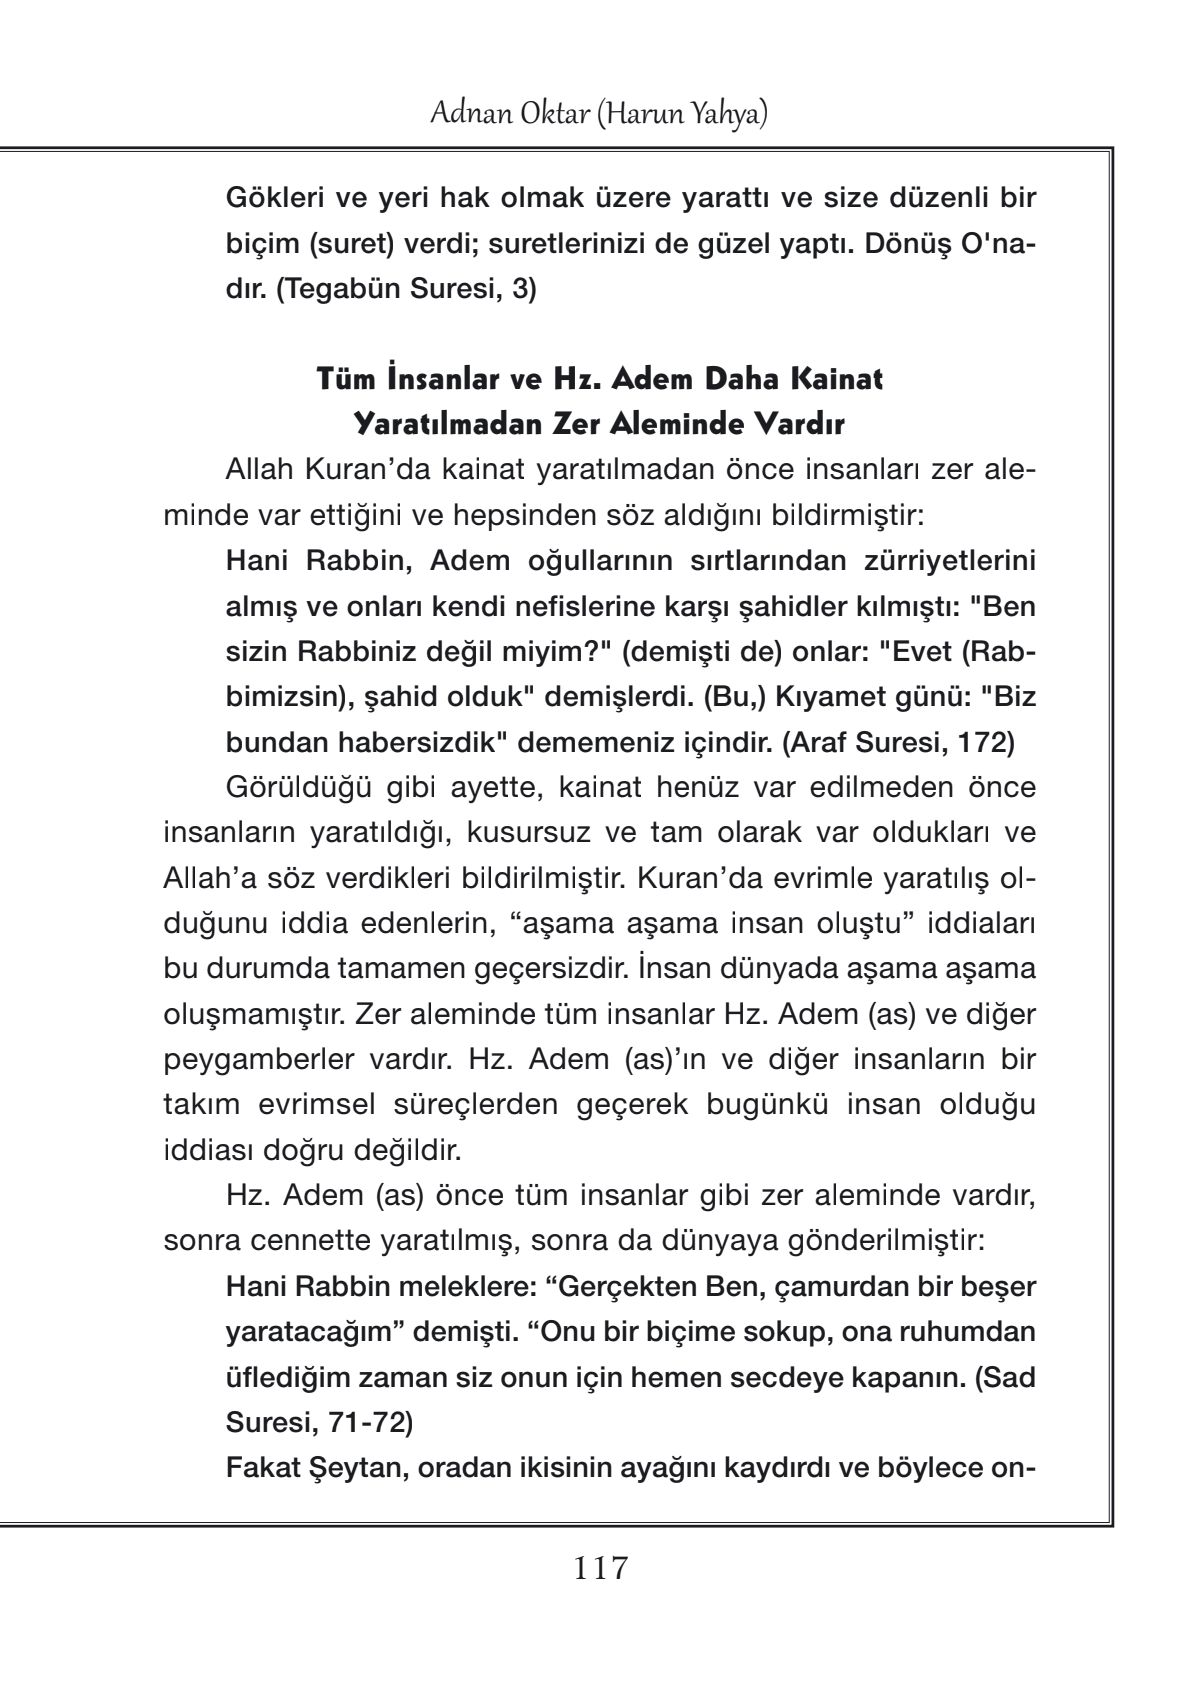 Adnan Oktar (Harun Yahya)
Gökleri ve yeri hak olmak üzere yarattı ve size düzenli bir
biçim (suret) verdi; suretlerinizi de güzel yaptı. Dönüş O'na-
dır. (Tegabün Suresi, 3)
Tüm İnsanlar ve Hz. Adem Daha Kainat
Yaratılmadan Zer Aleminde Vardır
Allah Kuran’da kainat yaratılmadan önce insanları zer ale-
minde var ettiğini ve hepsinden söz aldığını bildirmiştir:
Hani Rabbin, Adem oğullarının sırtlarından zürriyetlerini
almış ve onları kendi nefislerine karşı şahidler kılmıştı: "Ben
sizin Rabbiniz değil miyim?" (demişti de) onlar: "Evet (Rab-
bimizsin), şahid olduk" demişlerdi. (Bu,) Kıyamet günü: "Biz
bundan habersizdik" dememeniz içindir. (Araf Suresi, 172)
Görüldüğü gibi ayette, kainat henüz var edilmeden önce
insanların yaratıldığı, kusursuz ve tam olarak var oldukları ve
Allah’a söz verdikleri bildirilmiştir. Kuran’da evrimle yaratılış ol-
duğunu iddia edenlerin, “aşama aşama insan oluştu” iddiaları
bu durumda tamamen geçersizdir. İnsan dünyada aşama aşama
oluşmamıştır. Zer aleminde tüm insanlar Hz. Adem (as) ve diğer
peygamberler vardır. Hz. Adem (as)’ın ve diğer insanların bir
takım evrimsel süreçlerden geçerek bugünkü insan olduğu
iddiası doğru değildir.
Hz. Adem (as) önce tüm insanlar gibi zer aleminde vardır,
sonra cennette yaratılmış, sonra da dünyaya gönderilmiştir:
Hani Rabbin meleklere: “Gerçekten Ben, çamurdan bir beşer
yaratacağım” demişti. “Onu bir biçime sokup, ona ruhumdan
üflediğim zaman siz onun için hemen secdeye kapanın. (Sad
Suresi, 71-72)
Fakat Şeytan, oradan ikisinin ayağını kaydırdı ve böylece on-
117